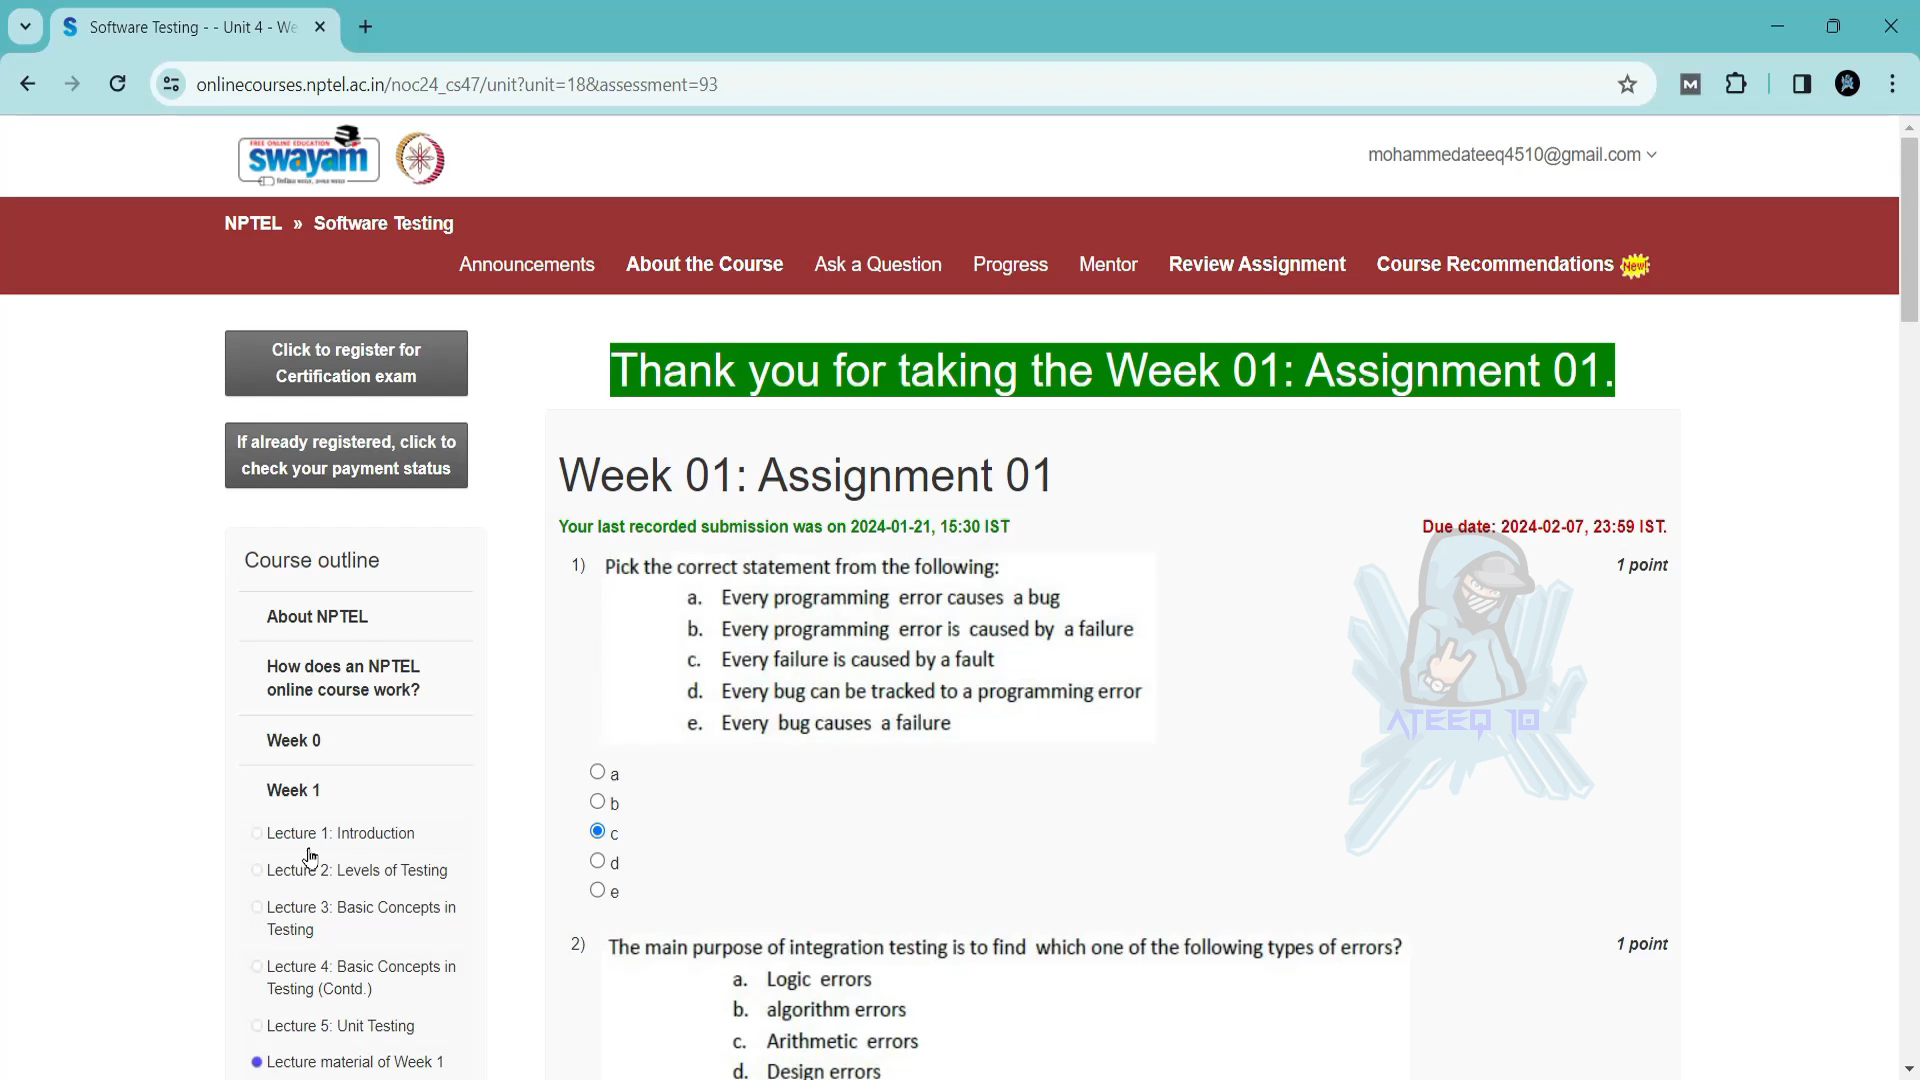 Software Testing - - Unit 4 - We
onlinecourses.nptel.ac.in/noc24_cs47/unit?unit=18&assessment=93
FREE ONLINE EDUCATION
swayam
mohammedateeq4510@gmail.com
NPTEL » Software Testing
Announcements About the Course Ask a Question Progress Mentor Review Assignment Course Recommendations New!
Click to register for
Certification exam
If already registered, click to
check your payment status
Course outline
About NPTEL
How does an NPTEL
online course work?
Week 0
Week 1
Lecture 1: Introduction
Lecture 2: Levels of Testing
Lecture 3: Basic Concepts in
Testing
Lecture 4: Basic Concepts in
Testing (Contd.)
Lecture 5: Unit Testing
Lecture material of Week 1
Thank you for taking the Week 01: Assignment 01.
Week 01: Assignment 01
Your last recorded submission was on 2024-01-21, 15:30 IST
Due date: 2024-02-07, 23:59 IST.
1) Pick the correct statement from the following: 1 point
a. Every programming error causes a bug
b. Every programming error is caused by a failure
c. Every failure is caused by a fault
d. Every bug can be tracked to a programming error
e. Every bug causes a failure
a
b
c
d
e
ATEEQ 10
2) The main purpose of integration testing is to find which one of the following types of errors? 1 point
a. Logic errors
b. algorithm errors
c. Arithmetic errors
d. Design errors